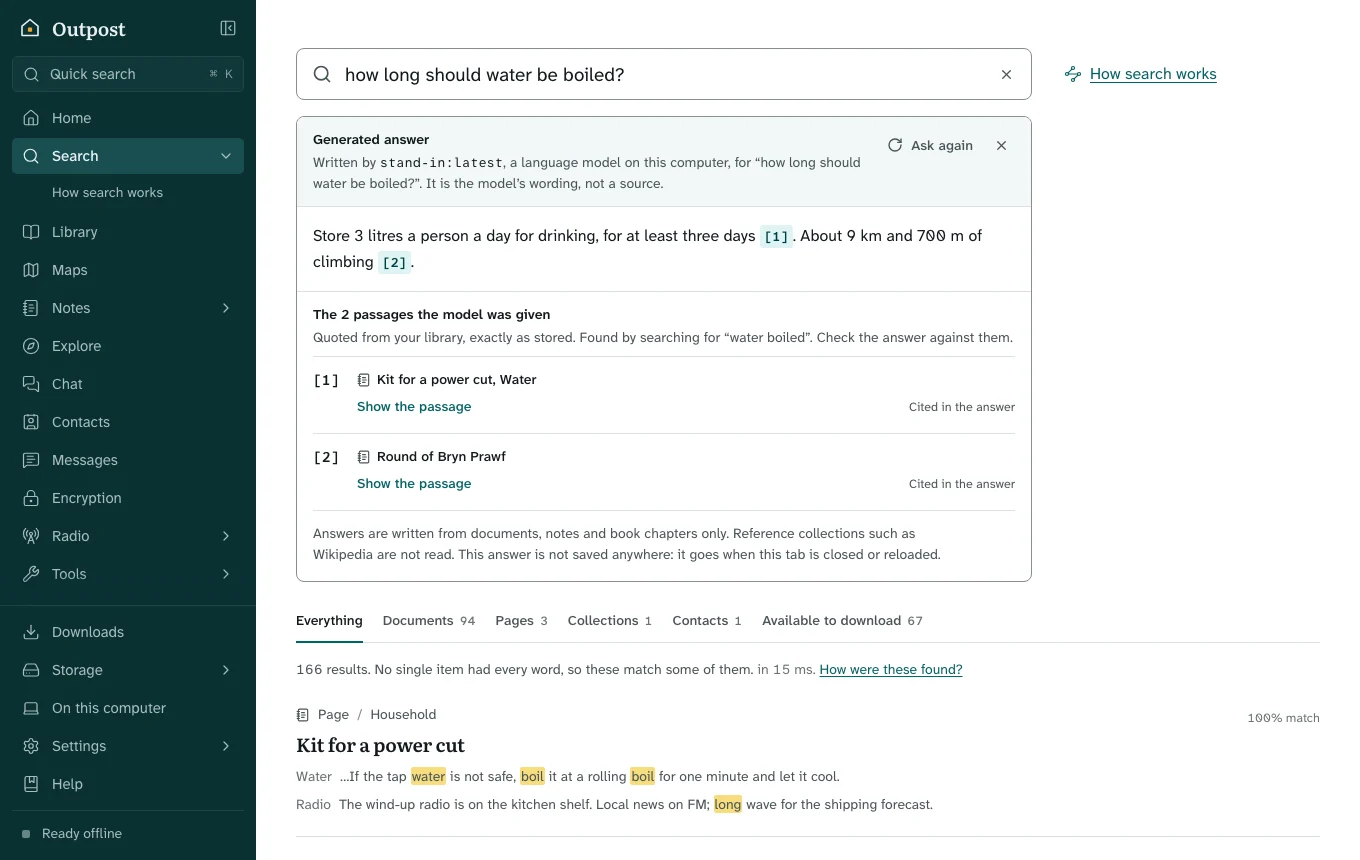 Outpost
Quick search ⌘ K
Home
Search
How search works
Library
Maps
Notes
Explore
Chat
Contacts
Messages
Encryption
Radio
Tools
Downloads
Storage
On this computer
Settings
Help
Ready offline
how long should water be boiled?
How search works
Generated answer
Written by stand-in:latest, a language model on this computer, for “how long should
water be boiled?”. It is the model’s wording, not a source.
Ask again
Store 3 litres a person a day for drinking, for at least three days [1]. About 9 km and 700 m of
climbing [2].
The 2 passages the model was given
Quoted from your library, exactly as stored. Found by searching for “water boiled”. Check the answer against them.
[1] Kit for a power cut, Water
Show the passage Cited in the answer
[2] Round of Bryn Prawf
Show the passage Cited in the answer
Answers are written from documents, notes and book chapters only. Reference collections such as
Wikipedia are not read. This answer is not saved anywhere: it goes when this tab is closed or reloaded.
Everything Documents 94 Pages 3 Collections 1 Contacts 1 Available to download 67
166 results. No single item had every word, so these match some of them. in 15 ms. How were these found?
Page / Household 100% match
Kit for a power cut
Water …If the tap water is not safe, boil it at a rolling boil for one minute and let it cool.
Radio The wind-up radio is on the kitchen shelf. Local news on FM; long wave for the shipping forecast.